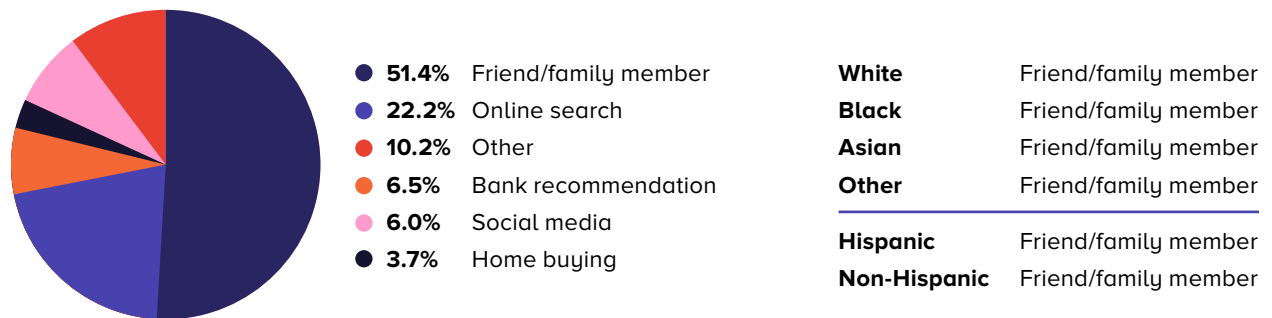 51.4% Friend/family member
22.2% Online search
10.2% Other
6.5% Bank recommendation
6.0% Social media
3.7% Home buying
White Friend/family member
Black Friend/family member
Asian Friend/family member
Other Friend/family member
Hispanic Friend/family member
Non-Hispanic Friend/family member